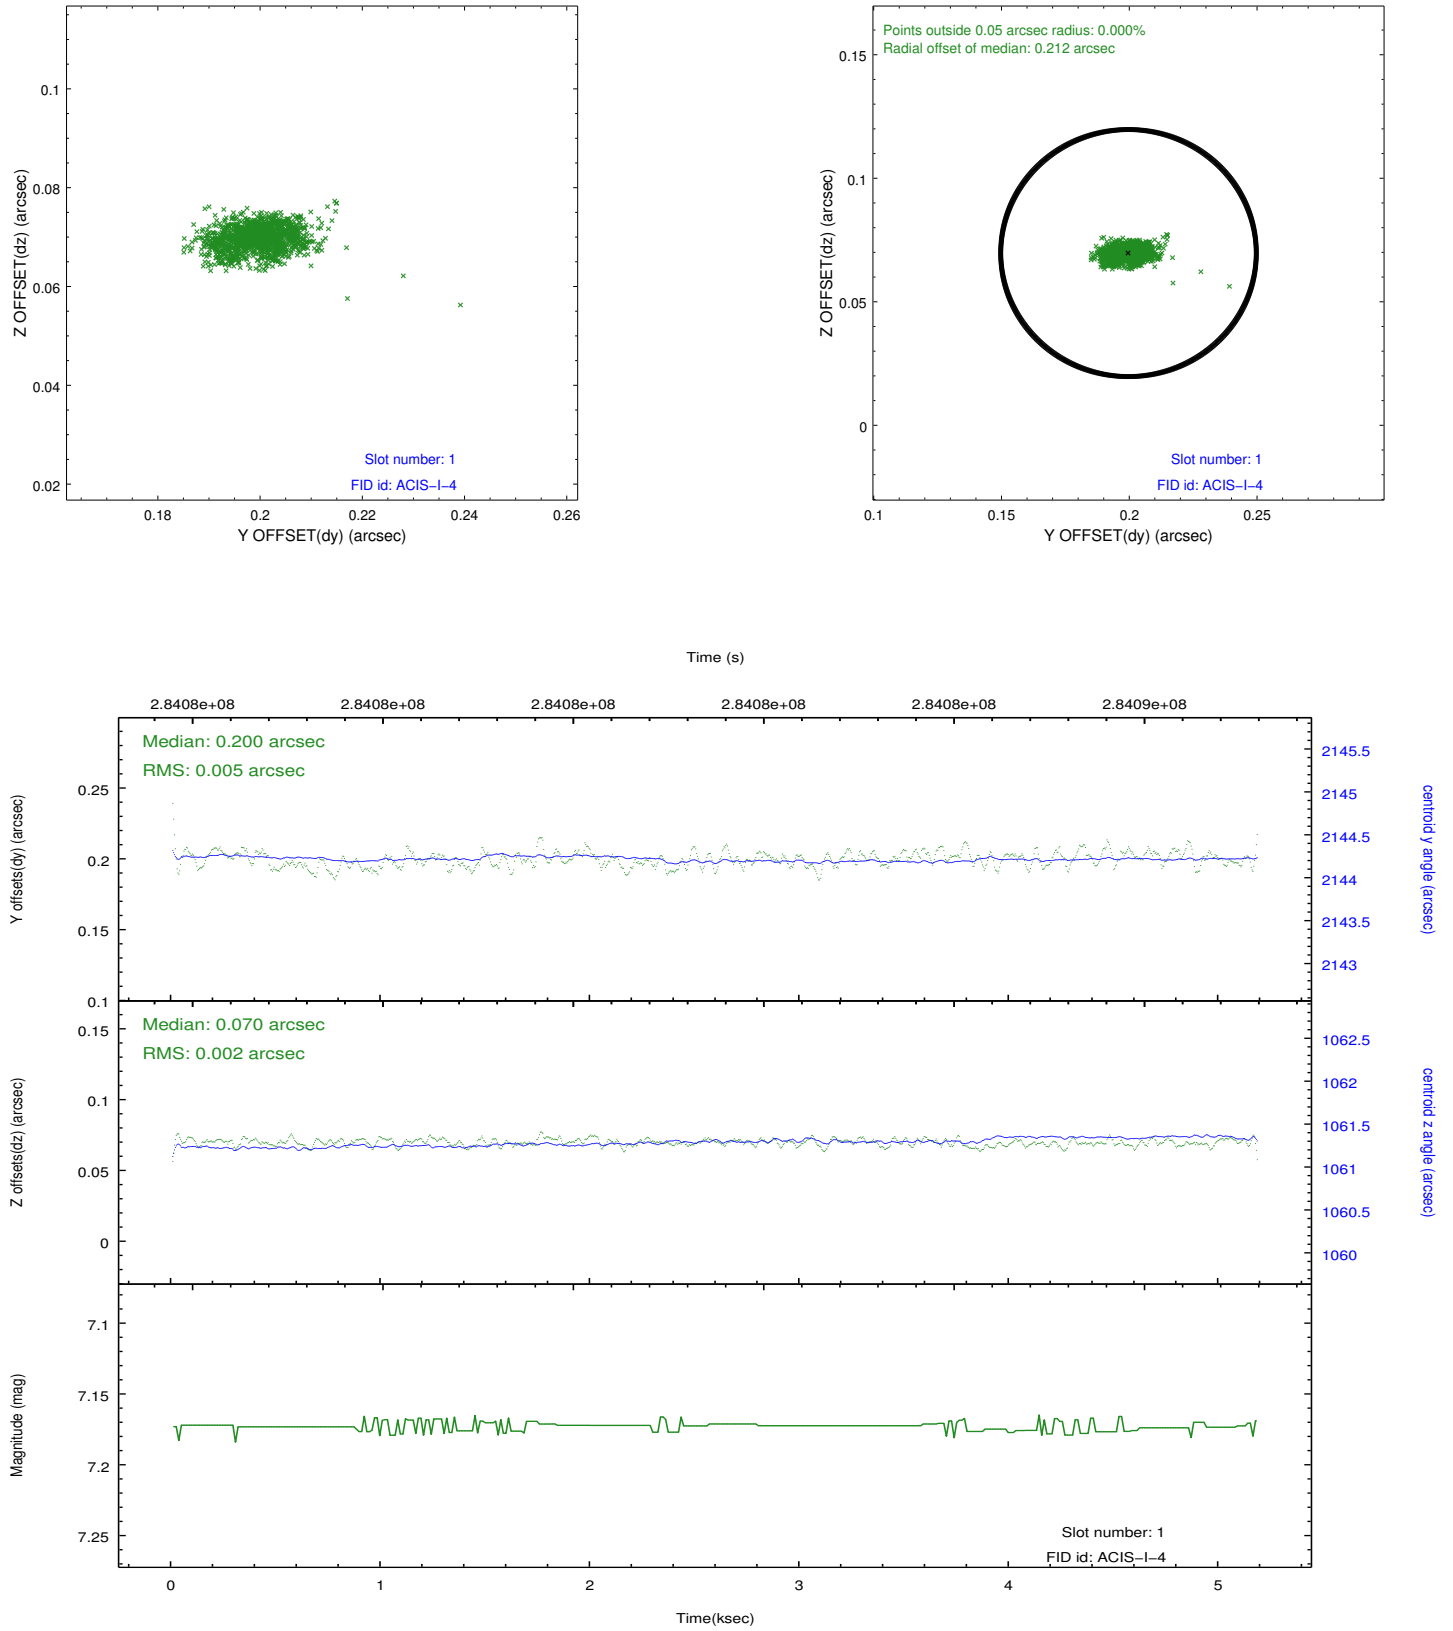 0.1
0.08
0.06
0.04
0.02
Z OFFSET(dz) (arcsec)
Slot number: 1
FID id: ACIS−I−4
0.18 0.2 0.22 0.24 0.26
Y OFFSET(dy) (arcsec)
Points outside 0.05 arcsec radius: 0.000%
Radial offset of median: 0.212 arcsec
0.15
0.1
0.05
0
Z OFFSET(dz) (arcsec)
Slot number: 1
FID id: ACIS−I−4
0.1 0.15 0.2 0.25
Y OFFSET(dy) (arcsec)
Time (s)
2.8408e+08 2.8408e+08 2.8408e+08 2.8408e+08 2.8408e+08 2.8409e+08
Median: 0.200 arcsec
RMS: 0.005 arcsec
0.25
0.2
0.15
0.1
Y offsets(dy) (arcsec)
2145.5
2145
2144.5
2144
2143.5
2143
centroid y angle (arcsec)
Median: 0.070 arcsec
RMS: 0.002 arcsec
0.15
0.1
0.05
0
Z offsets(dz) (arcsec)
1062.5
1062
1061.5
1061
1060.5
1060
centroid z angle (arcsec)
7.1
7.15
7.2
7.25
Magnitude (mag)
Slot number: 1
FID id: ACIS−I−4
0 1 2 3 4 5
Time(ksec)